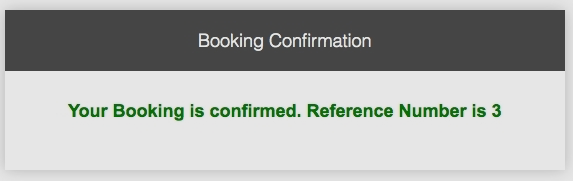 Booking Confirmation
Your Booking is confirmed. Reference Number is 3